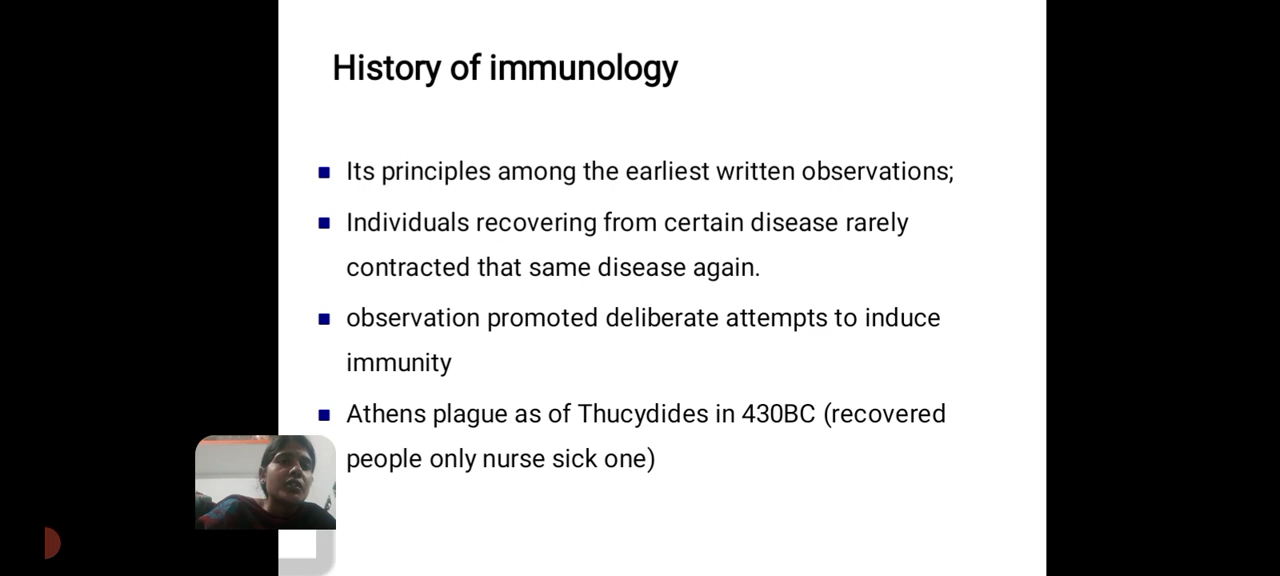 History of immunology
Its principles among the earliest written observations;
Individuals recovering from certain disease rarely
contracted that same disease again.
observation promoted deliberate attempts to induce
immunity
Athens plague as of Thucydides in 430BC (recovered
people only nurse sick one)